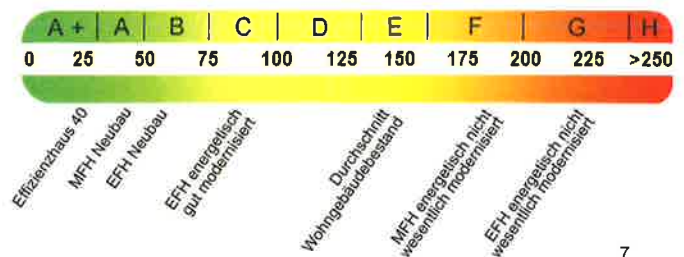 A + A B C D E F G H
0 25 50 75 100 125 150 175 200 225 >250
Effizienzhaus 40
MFH Neubau
EFH Neubau
EFH energetisch
gut modernisiert
Durchschnitt
Wohngebäudebestand
MFH energetisch nicht
wesentlich modernisiert
EFH energetisch nicht
wesentlich modernisiert
7